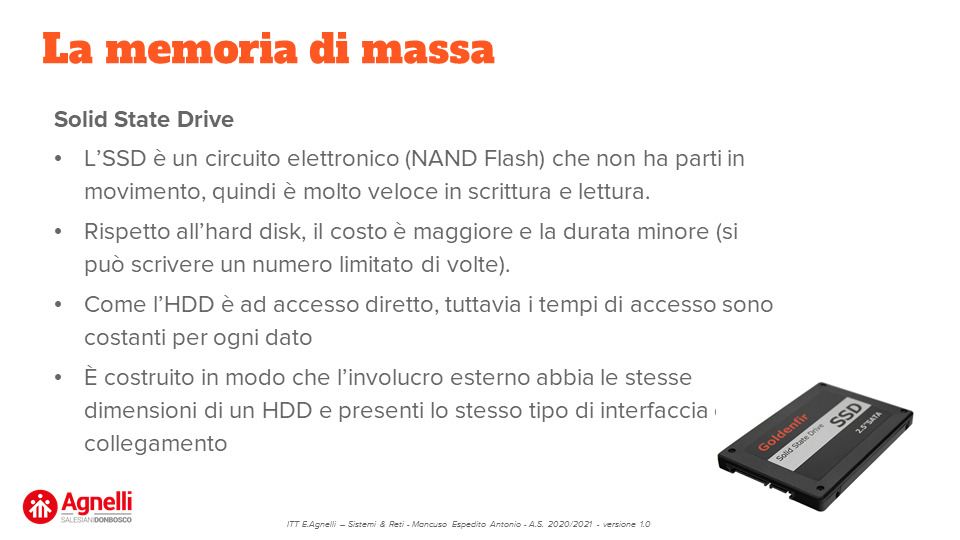 La memoria di massa
Solid State Drive
• L’SSD è un circuito elettronico (NAND Flash) che non ha parti in
movimento, quindi è molto veloce in scrittura e lettura.
• Rispetto all’hard disk, il costo è maggiore e la durata minore (si
può scrivere un numero limitato di volte).
• Come l’HDD è ad accesso diretto, tuttavia i tempi di accesso sono
costanti per ogni dato
• È costruito in modo che l’involucro esterno abbia le stesse
dimensioni di un HDD e presenti lo stesso tipo di interfaccia
collegamento
Goldenfir
Solid State Drive
SSD
2.5"SATA
Agnelli
SALESIANI DONBOSCO
ITT E.Agnelli – Sistemi & Reti - Mancuso Espedito Antonio - A.S. 2020/2021 - versione 1.0